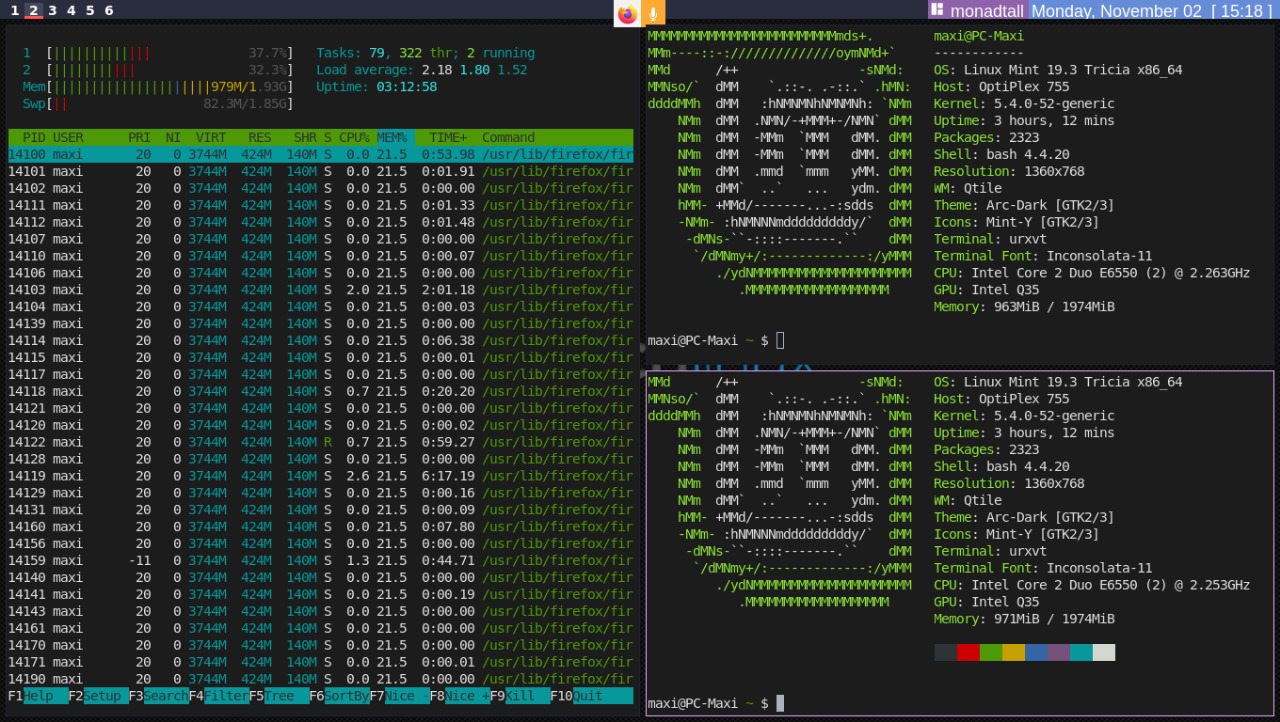 1 2 3 4 5 6
monadtall Monday, November 02 [ 15:18 ]
1 [|||||||||||||| 37.7%] Tasks: 79, 322 thr; 2 running
2 [|||||||||||| 32.3%] Load average: 2.18 1.80 1.52
Mem[|||||||||||||||||||||979M/1.93G] Uptime: 03:12:58
Swp[|| 82.3M/1.85G]
PID USER PRI NI VIRT RES SHR S CPU% MEM% TIME+ Command
14100 maxi 20 0 3744M 424M 140M S 0.0 21.5 0:53.98 /usr/lib/firefox/fir
14101 maxi 20 0 3744M 424M 140M S 0.0 21.5 0:01.91 /usr/lib/firefox/fir
14102 maxi 20 0 3744M 424M 140M S 0.0 21.5 0:00.00 /usr/lib/firefox/fir
14111 maxi 20 0 3744M 424M 140M S 0.0 21.5 0:01.33 /usr/lib/firefox/fir
14112 maxi 20 0 3744M 424M 140M S 0.0 21.5 0:01.48 /usr/lib/firefox/fir
14107 maxi 20 0 3744M 424M 140M S 0.0 21.5 0:00.00 /usr/lib/firefox/fir
14110 maxi 20 0 3744M 424M 140M S 0.0 21.5 0:00.07 /usr/lib/firefox/fir
14106 maxi 20 0 3744M 424M 140M S 0.0 21.5 0:00.00 /usr/lib/firefox/fir
14103 maxi 20 0 3744M 424M 140M S 2.0 21.5 2:01.18 /usr/lib/firefox/fir
14104 maxi 20 0 3744M 424M 140M S 0.0 21.5 0:00.03 /usr/lib/firefox/fir
14139 maxi 20 0 3744M 424M 140M S 0.0 21.5 0:00.00 /usr/lib/firefox/fir
14114 maxi 20 0 3744M 424M 140M S 0.0 21.5 0:06.38 /usr/lib/firefox/fir
14115 maxi 20 0 3744M 424M 140M S 0.0 21.5 0:00.01 /usr/lib/firefox/fir
14117 maxi 20 0 3744M 424M 140M S 0.0 21.5 0:00.00 /usr/lib/firefox/fir
14118 maxi 20 0 3744M 424M 140M S 0.7 21.5 0:20.20 /usr/lib/firefox/fir
14121 maxi 20 0 3744M 424M 140M S 0.0 21.5 0:00.00 /usr/lib/firefox/fir
14120 maxi 20 0 3744M 424M 140M S 0.0 21.5 0:00.02 /usr/lib/firefox/fir
14122 maxi 20 0 3744M 424M 140M R 0.7 21.5 0:59.27 /usr/lib/firefox/fir
14128 maxi 20 0 3744M 424M 140M S 0.0 21.5 0:00.00 /usr/lib/firefox/fir
14119 maxi 20 0 3744M 424M 140M S 2.6 21.5 6:17.19 /usr/lib/firefox/fir
14129 maxi 20 0 3744M 424M 140M S 0.0 21.5 0:00.16 /usr/lib/firefox/fir
14131 maxi 20 0 3744M 424M 140M S 0.0 21.5 0:00.09 /usr/lib/firefox/fir
14160 maxi 20 0 3744M 424M 140M S 0.0 21.5 0:07.80 /usr/lib/firefox/fir
14156 maxi 20 0 3744M 424M 140M S 0.0 21.5 0:00.00 /usr/lib/firefox/fir
14159 maxi -11 0 3744M 424M 140M S 1.3 21.5 0:44.71 /usr/lib/firefox/fir
14140 maxi 20 0 3744M 424M 140M S 0.0 21.5 0:00.00 /usr/lib/firefox/fir
14141 maxi 20 0 3744M 424M 140M S 0.0 21.5 0:00.19 /usr/lib/firefox/fir
14143 maxi 20 0 3744M 424M 140M S 0.0 21.5 0:00.00 /usr/lib/firefox/fir
14161 maxi 20 0 3744M 424M 140M S 0.0 21.5 0:00.00 /usr/lib/firefox/fir
14170 maxi 20 0 3744M 424M 140M S 0.0 21.5 0:00.00 /usr/lib/firefox/fir
14171 maxi 20 0 3744M 424M 140M S 0.0 21.5 0:00.01 /usr/lib/firefox/fir
14190 maxi 20 0 3744M 424M 140M S 0.0 21.5 0:00.00 /usr/lib/firefox/fir
F1Help F2Setup F3SearchF4FilterF5Tree F6SortByF7Nice -F8Nice +F9Kill F10Quit
maxi@PC-Maxi
------------
OS: Linux Mint 19.3 Tricia x86_64
Host: OptiPlex 755
Kernel: 5.4.0-52-generic
Uptime: 3 hours, 12 mins
Packages: 2323
Shell: bash 4.4.20
Resolution: 1360x768
WM: Qtile
Theme: Arc-Dark [GTK2/3]
Icons: Mint-Y [GTK2/3]
Terminal: urxvt
Terminal Font: Inconsolata-11
CPU: Intel Core 2 Duo E6550 (2) @ 2.263GHz
GPU: Intel Q35
Memory: 963MiB / 1974MiB
maxi@PC-Maxi ~ $
OS: Linux Mint 19.3 Tricia x86_64
Host: OptiPlex 755
Kernel: 5.4.0-52-generic
Uptime: 3 hours, 12 mins
Packages: 2323
Shell: bash 4.4.20
Resolution: 1360x768
WM: Qtile
Theme: Arc-Dark [GTK2/3]
Icons: Mint-Y [GTK2/3]
Terminal: urxvt
Terminal Font: Inconsolata-11
CPU: Intel Core 2 Duo E6550 (2) @ 2.253GHz
GPU: Intel Q35
Memory: 971MiB / 1974MiB
maxi@PC-Maxi ~ $